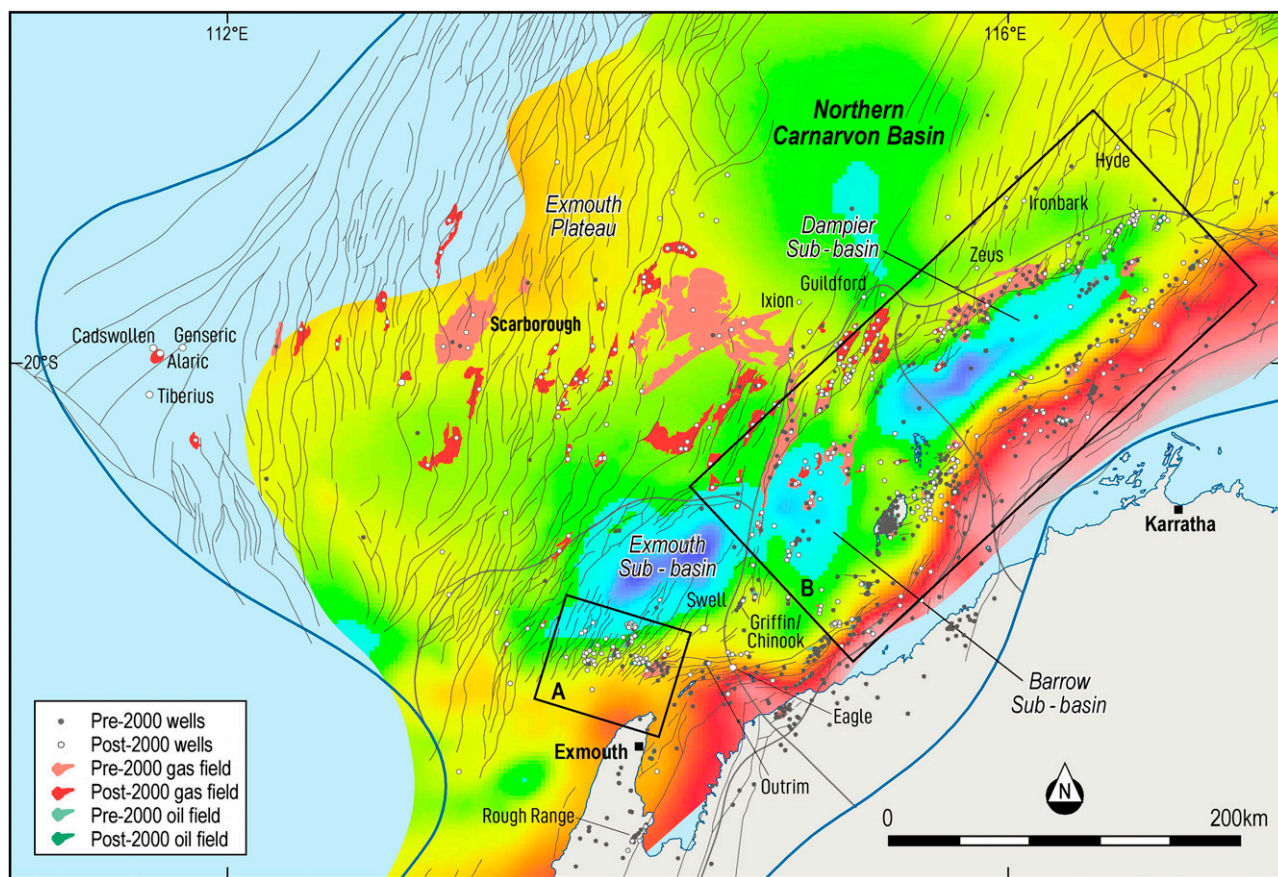 112°E
116°E
Northern
Carnarvon Basin
Hyde
Exmouth
Plateau
Ironbark
Dampier
Sub - basin
Zeus
Guildford
Ixion
Scarborough
Cadswollen
Genseric
Alaric
20°S
Tiberius
Karratha
Exmouth
Sub - basin
Swell
B
Griffin/
Chinook
A
Barrow
Sub - basin
Eagle
Exmouth
Outrim
Rough Range
Pre-2000 wells
Post-2000 wells
Pre-2000 gas field
Post-2000 gas field
Pre-2000 oil field
Post-2000 oil field
N
0
200km